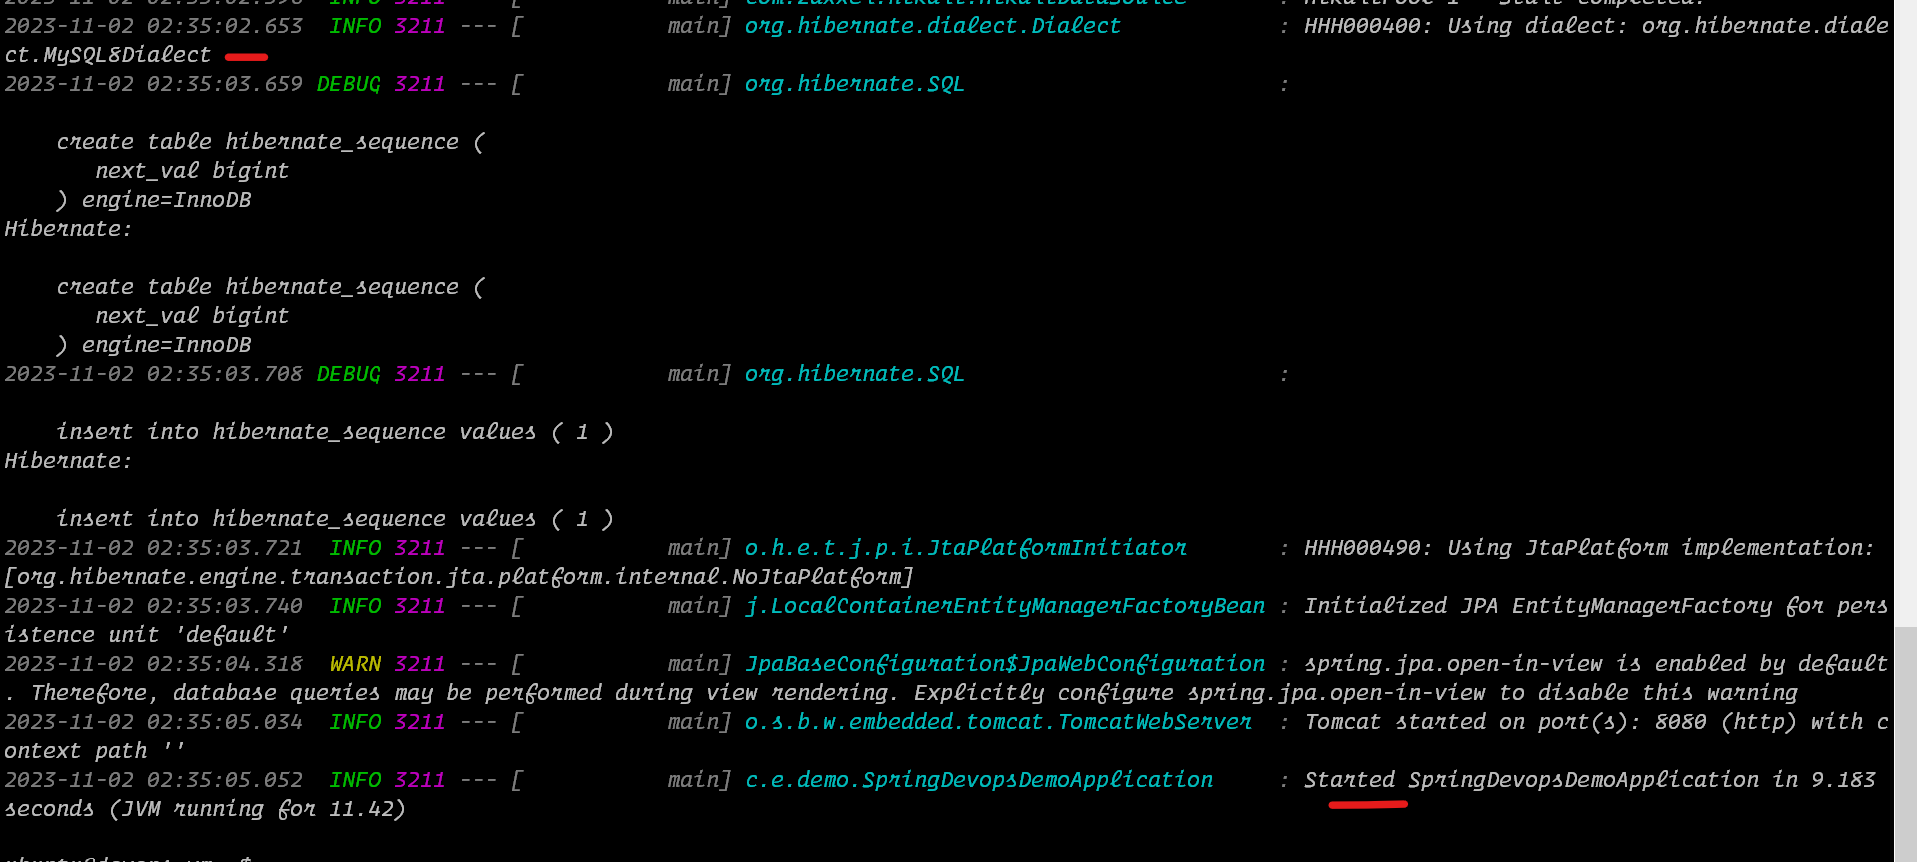 2023-11-02 02:35:02.653  INFO 3211 --- [           main] org.hibernate.dialect.Dialect            : HHH000400: Using dialect: org.hibernate.diale
ct.MySQL8Dialect
2023-11-02 02:35:03.659 DEBUG 3211 --- [           main] org.hibernate.SQL                        :
    create table hibernate_sequence (
       next_val bigint
    ) engine=InnoDB
Hibernate:
    create table hibernate_sequence (
       next_val bigint
    ) engine=InnoDB
2023-11-02 02:35:03.708 DEBUG 3211 --- [           main] org.hibernate.SQL                        :
    insert into hibernate_sequence values ( 1 )
Hibernate:
    insert into hibernate_sequence values ( 1 )
2023-11-02 02:35:03.721  INFO 3211 --- [           main] o.h.e.t.j.p.i.JtaPlatformInitiator       : HHH000490: Using JtaPlatform implementation:
[org.hibernate.engine.transaction.jta.platform.internal.NoJtaPlatform]
2023-11-02 02:35:03.740  INFO 3211 --- [           main] j.LocalContainerEntityManagerFactoryBean : Initialized JPA EntityManagerFactory for pers
istence unit 'default'
2023-11-02 02:35:04.318  WARN 3211 --- [           main] JpaBaseConfiguration$JpaWebConfiguration : spring.jpa.open-in-view is enabled by default
. Therefore, database queries may be performed during view rendering. Explicitly configure spring.jpa.open-in-view to disable this warning
2023-11-02 02:35:05.034  INFO 3211 --- [           main] o.s.b.w.embedded.tomcat.TomcatWebServer  : Tomcat started on port(s): 8080 (http) with c
ontext path ''
2023-11-02 02:35:05.052  INFO 3211 --- [           main] c.e.demo.SpringDevopsDemoApplication     : Started SpringDevopsDemoApplication in 9.183
seconds (JVM running for 11.42)